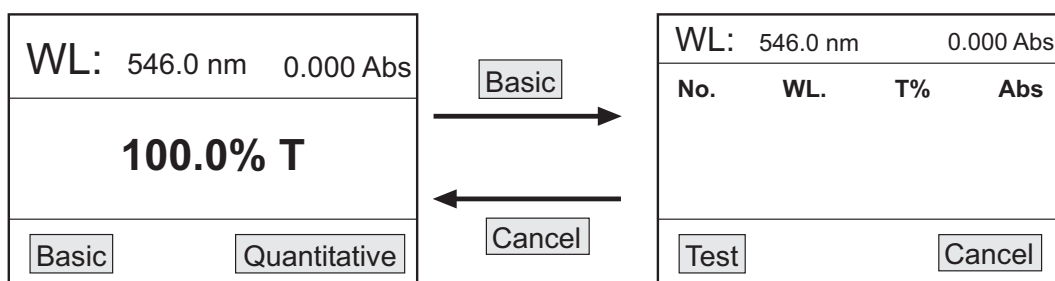 WL: 546.0 nm 0.000 Abs
100.0% T
Basic Quantitative
Basic
Cancel
WL: 546.0 nm 0.000 Abs
No. WL. T% Abs
Test Cancel